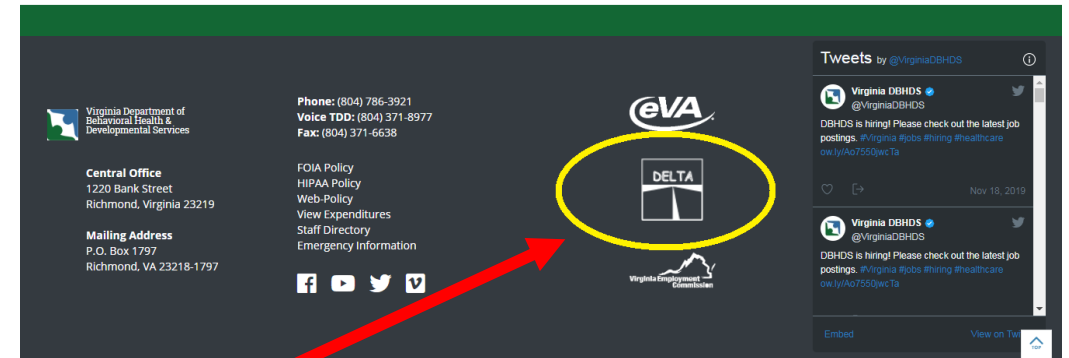 Virginia Department of
Behavioral Health &
Developmental Services
Central Office
1220 Bank Street
Richmond, Virginia 23219
Mailing Address
P.O. Box 1797
Richmond, VA 23218-1797
Phone: (804) 786-3921
Voice TDD: (804) 371-8977
Fax: (804) 371-6638
FOIA Policy
HIPAA Policy
Web-Policy
View Expenditures
Staff Directory
Emergency Information
eVA
DELTA
Virginia Employment
Commission
Tweets by @VirginiaDBHDS
Virginia DBHDS
@VirginiaDBHDS
DBHDS is hiring! Please check out the latest job
postings. #Virginia #jobs #hiring #healthcare
ow.ly/Ao7550jwcTa
Nov 18, 2019
Virginia DBHDS
@VirginiaDBHDS
DBHDS is hiring! Please check out the latest job
postings. #Virginia #jobs #hiring #healthcare
ow.ly/Ao7550jwcTa
Embed
View on Tw
TOP